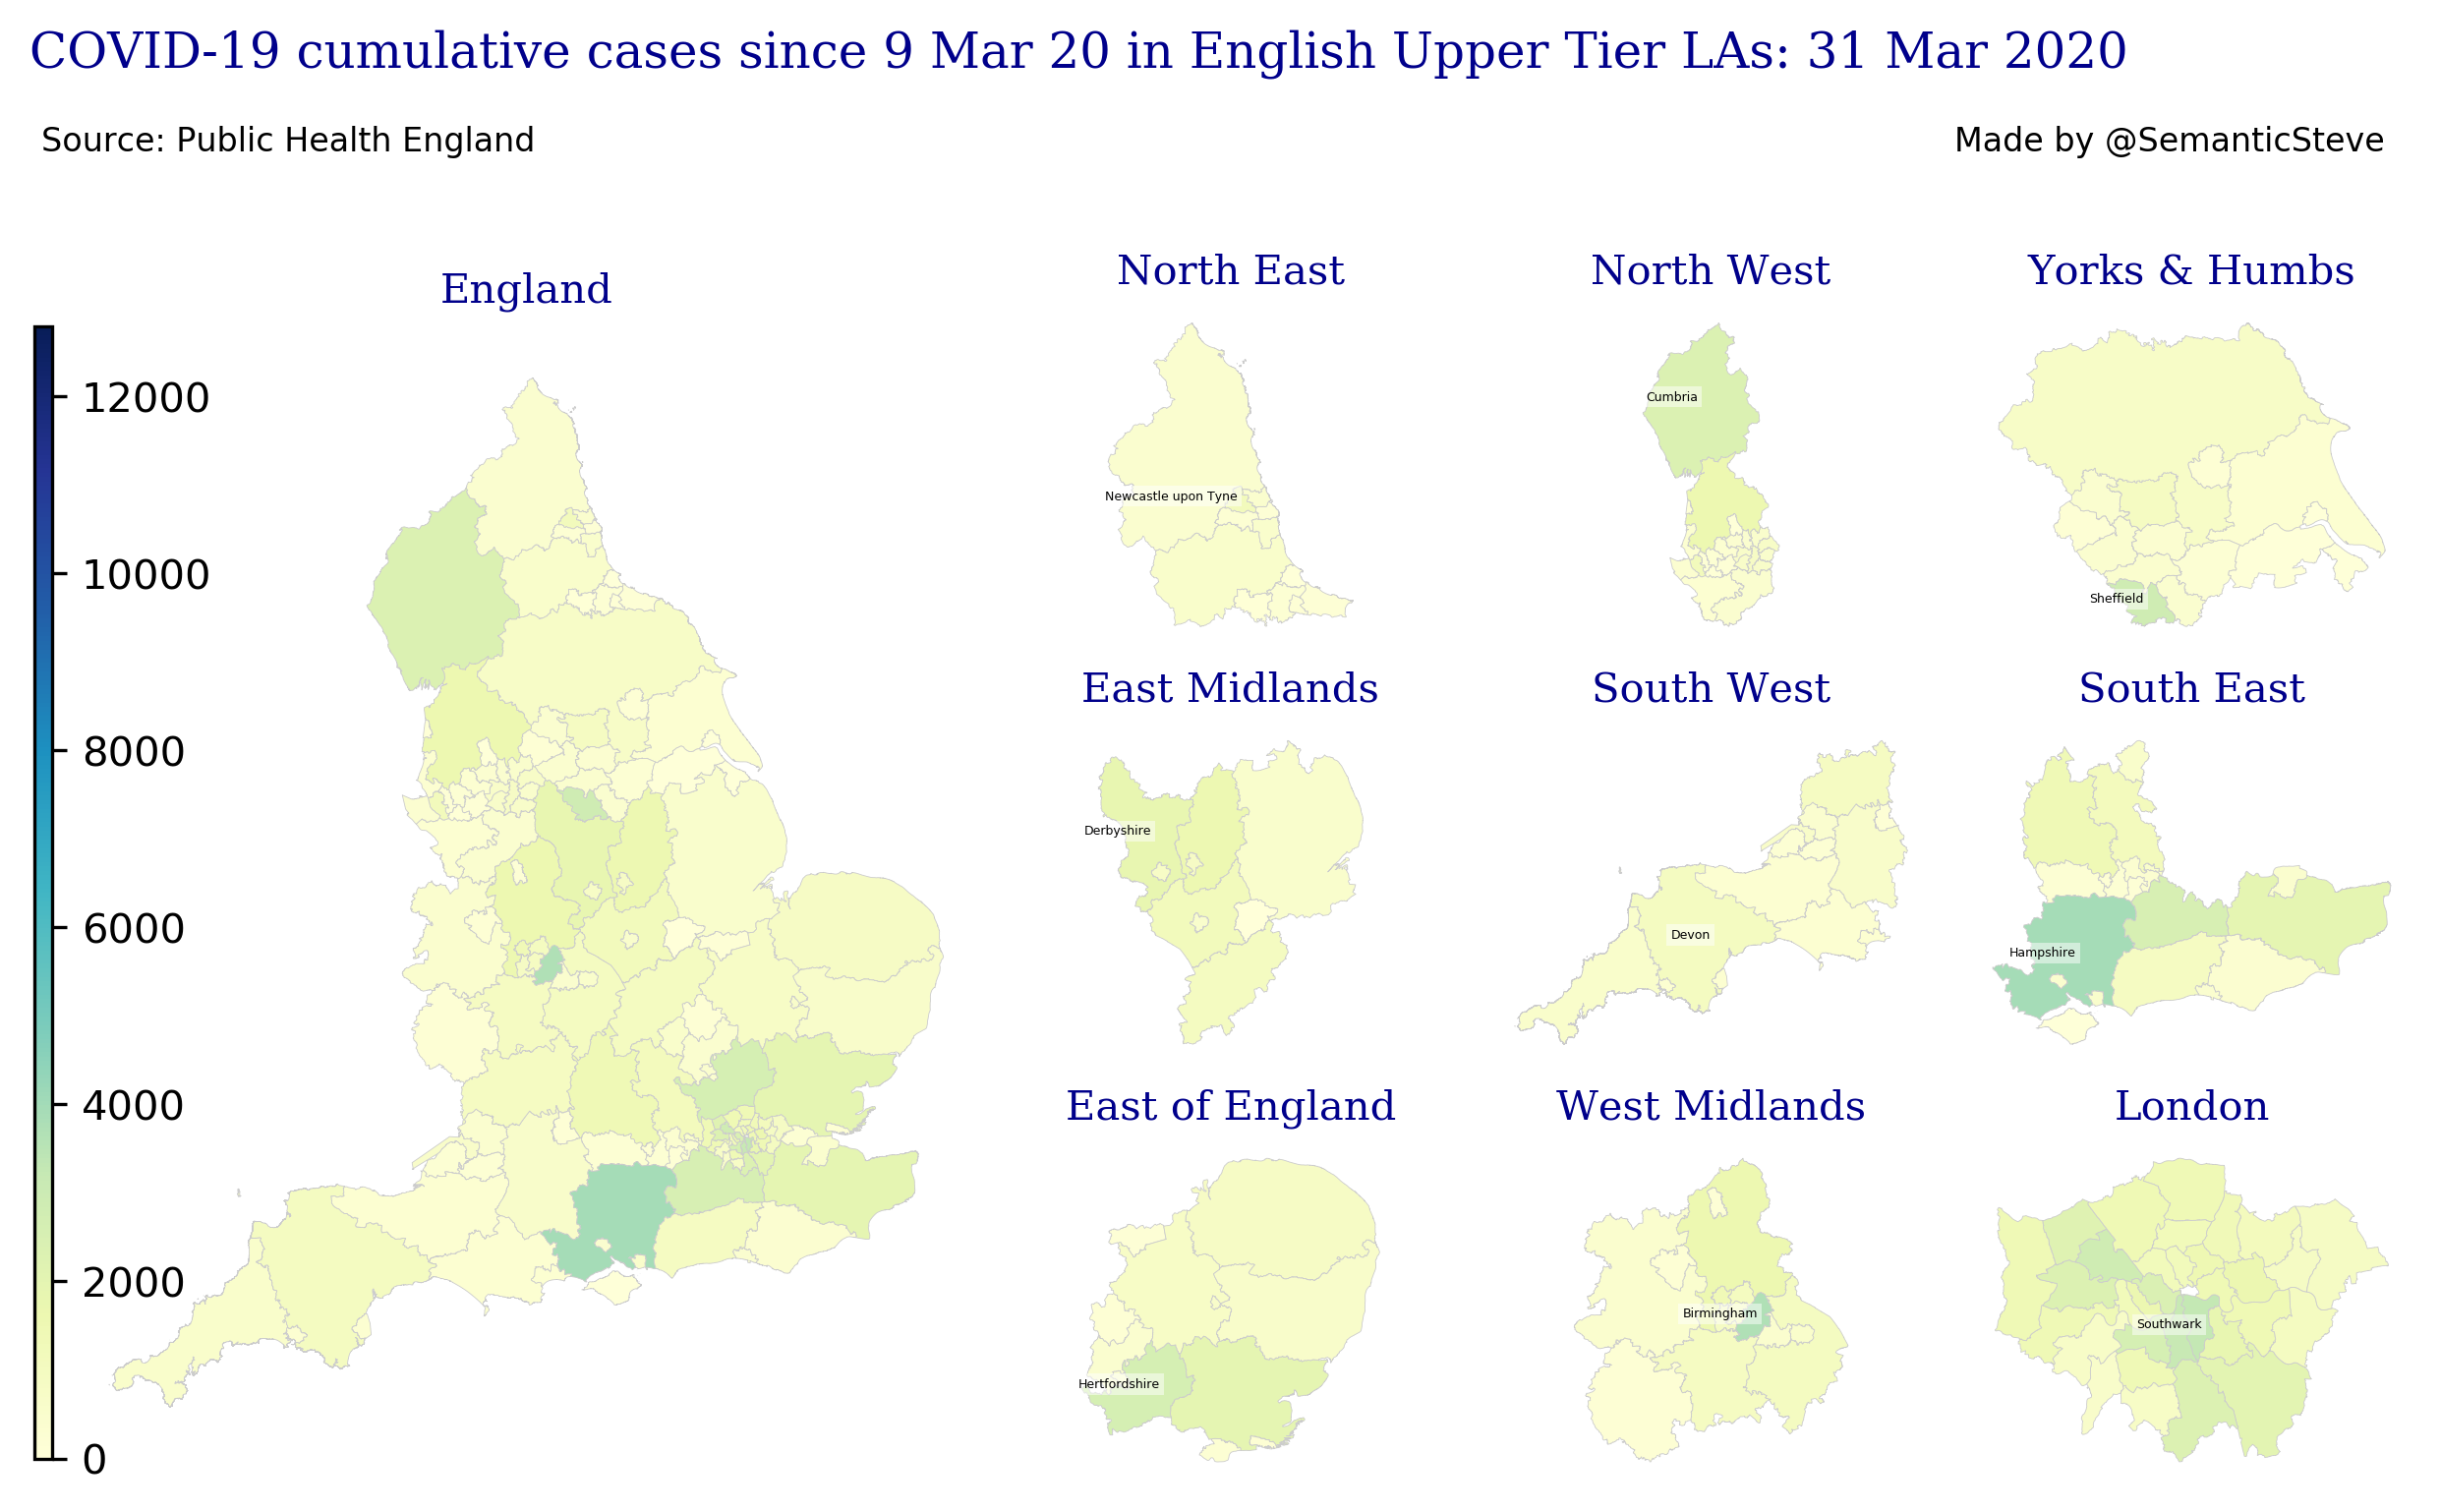 COVID-19 cumulative cases since 9 Mar 20 in English Upper Tier LAs: 31 Mar 2020
Source: Public Health England
Made by @SemanticSteve
England
12000
10000
8000
6000
4000
2000
0
North East
Newcastle upon Tyne
North West
Cumbria
Yorks & Humbs
Sheffield
East Midlands
Derbyshire
South West
Devon
South East
Hampshire
East of England
Hertfordshire
West Midlands
Birmingham
London
Southwark